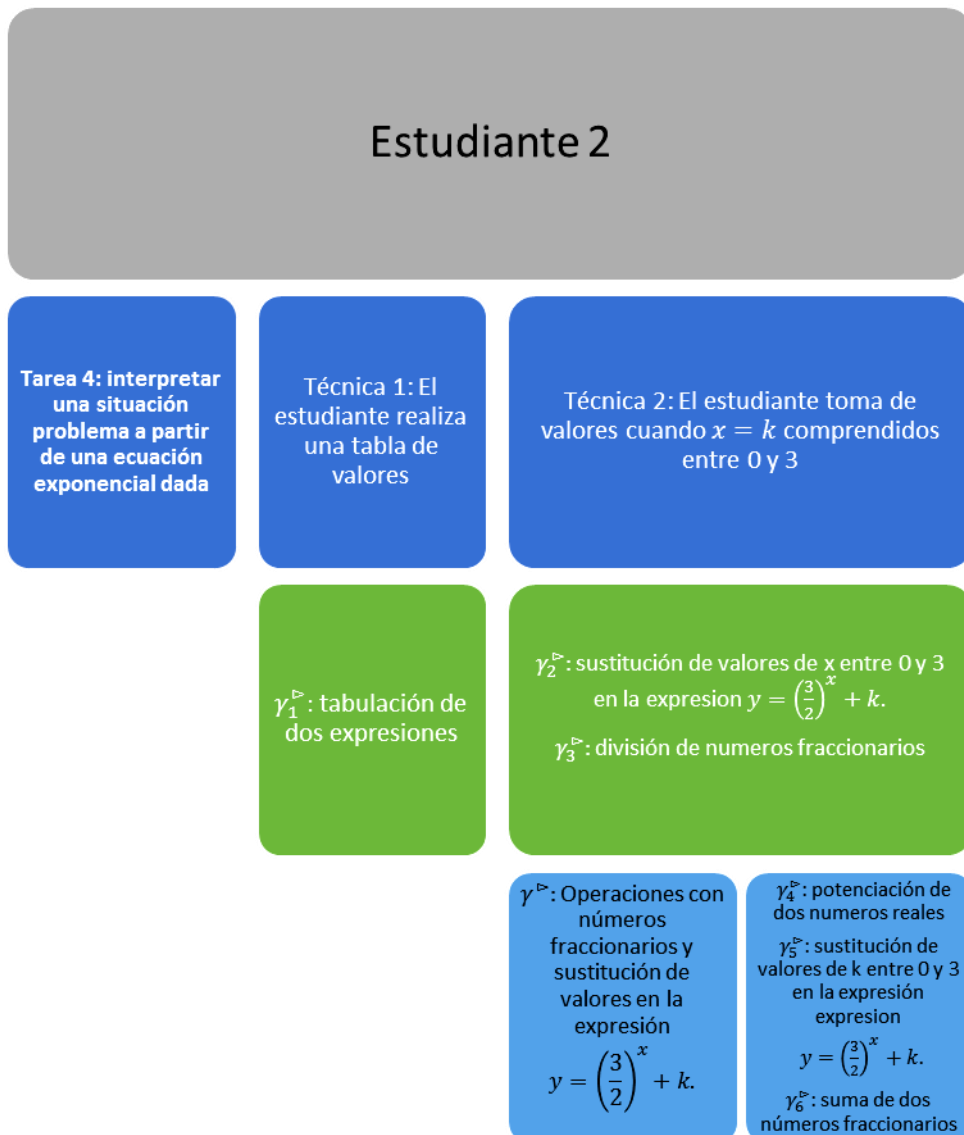 Estudiante 2
Tarea 4: interpretar
una situación
problema a partir
de una ecuación
exponencial dada
Técnica 1: El
estudiante realiza
una tabla de
valores
Técnica 2: El estudiante toma de
valores cuando x = k comprendidos
entre 0 y 3
γ₁^⊳: tabulación de
dos expresiones
γ₂^⊳: sustitución de valores de x entre 0 y 3
en la expresion y = (3/2)^x + k.
γ₃^⊳: división de numeros fraccionarios
γ^⊳: Operaciones con
números
fraccionarios y
sustitución de
valores en la
expresión
y = (3/2)^x + k.
γ₄^⊳: potenciación de
dos numeros reales
γ₅^⊳: sustitución de
valores de k entre 0 y 3
en la expresión
expresion
y = (3/2)^x + k.
γ₆^⊳: suma de dos
números fraccionarios